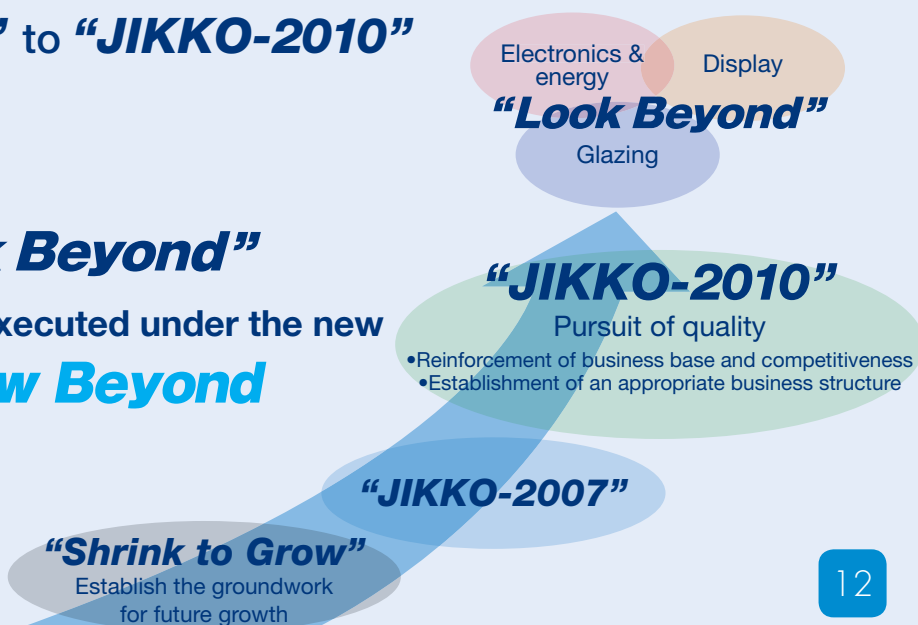 ” to “JIKKO-2010”
Electronics &
energy
Display
“Look Beyond”
Glazing
Beyond”
“JIKKO-2010”
Pursuit of quality
•Reinforcement of business base and competitiveness
•Establishment of an appropriate business structure
xecuted under the new
w Beyond
“JIKKO-2007”
“Shrink to Grow”
Establish the groundwork
for future growth
12